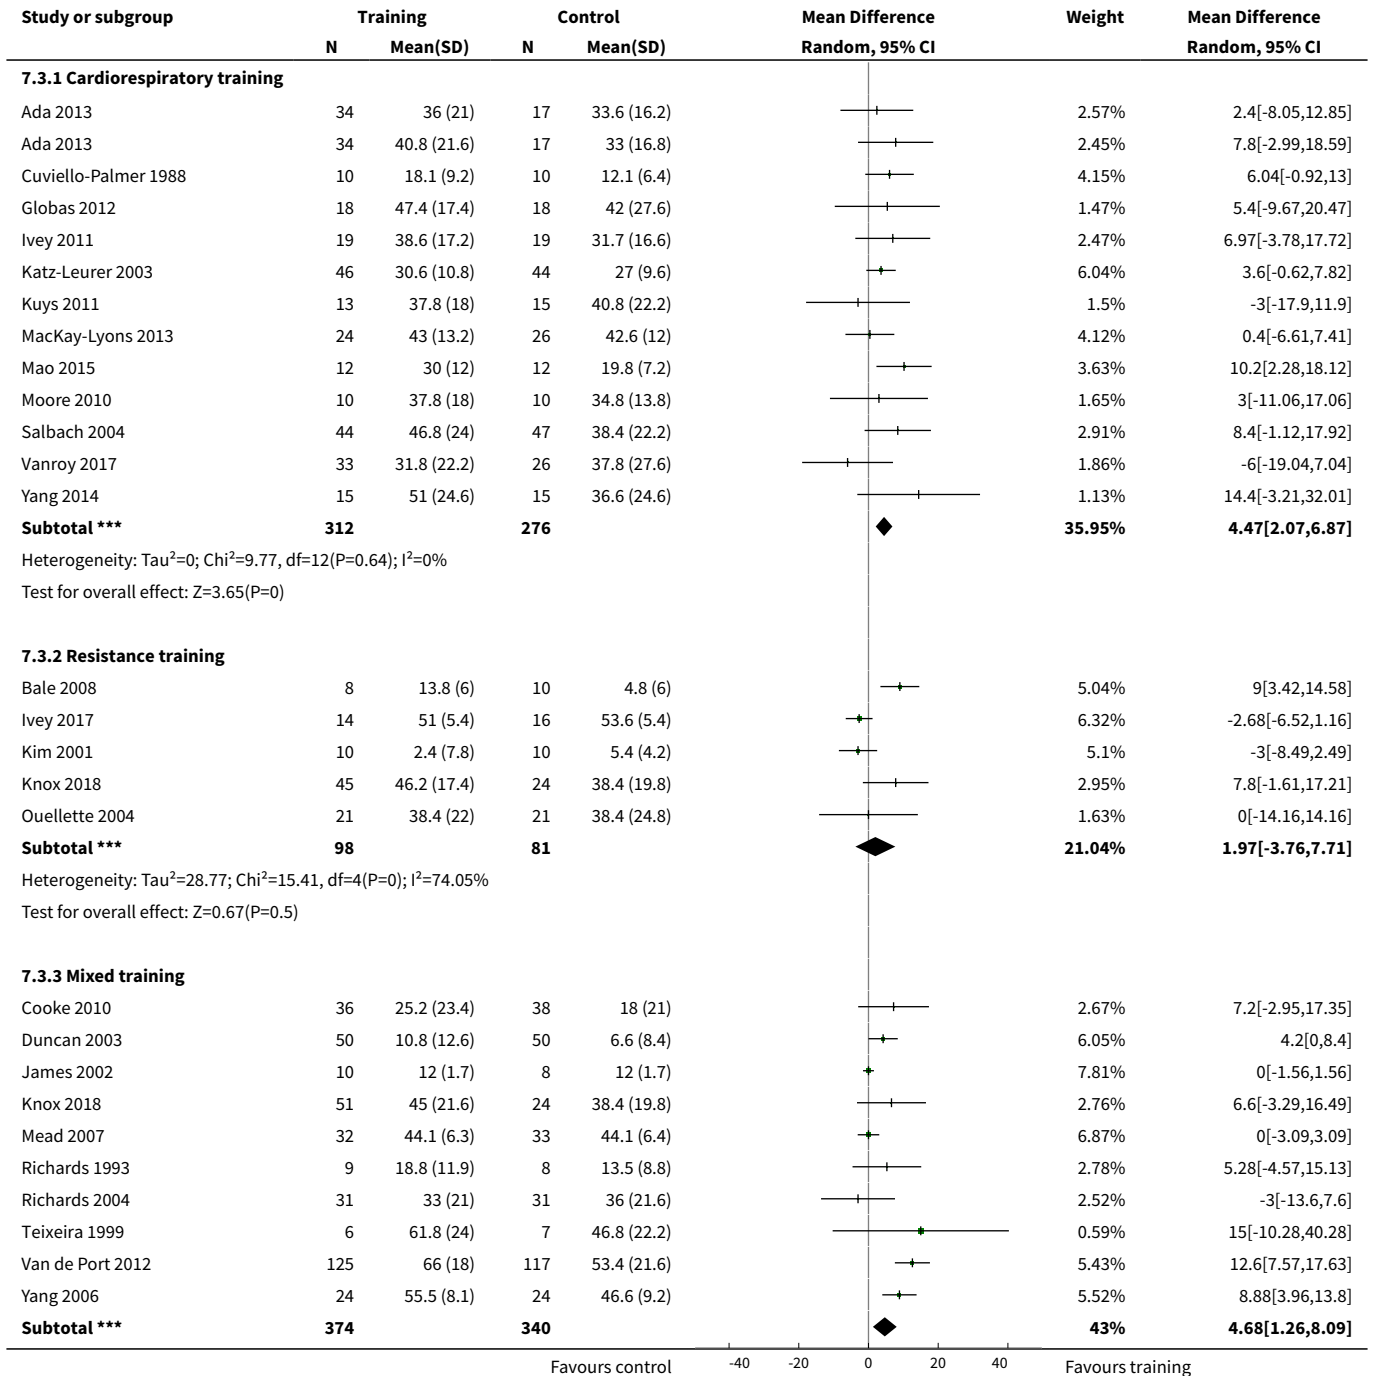 Study or subgroup Training Control Mean Difference Weight Mean Difference
N Mean(SD) N Mean(SD) Random, 95% CI Random, 95% CI
7.3.1 Cardiorespiratory training
Ada 2013 34 36 (21) 17 33.6 (16.2) 2.57% 2.4[-8.05,12.85]
Ada 2013 34 40.8 (21.6) 17 33 (16.8) 2.45% 7.8[-2.99,18.59]
Cuviello-Palmer 1988 10 18.1 (9.2) 10 12.1 (6.4) 4.15% 6.04[-0.92,13]
Globas 2012 18 47.4 (17.4) 18 42 (27.6) 1.47% 5.4[-9.67,20.47]
Ivey 2011 19 38.6 (17.2) 19 31.7 (16.6) 2.47% 6.97[-3.78,17.72]
Katz-Leurer 2003 46 30.6 (10.8) 44 27 (9.6) 6.04% 3.6[-0.62,7.82]
Kuys 2011 13 37.8 (18) 15 40.8 (22.2) 1.5% -3[-17.9,11.9]
MacKay-Lyons 2013 24 43 (13.2) 26 42.6 (12) 4.12% 0.4[-6.61,7.41]
Mao 2015 12 30 (12) 12 19.8 (7.2) 3.63% 10.2[2.28,18.12]
Moore 2010 10 37.8 (18) 10 34.8 (13.8) 1.65% 3[-11.06,17.06]
Salbach 2004 44 46.8 (24) 47 38.4 (22.2) 2.91% 8.4[-1.12,17.92]
Vanroy 2017 33 31.8 (22.2) 26 37.8 (27.6) 1.86% -6[-19.04,7.04]
Yang 2014 15 51 (24.6) 15 36.6 (24.6) 1.13% 14.4[-3.21,32.01]
Subtotal *** 312 276 35.95% 4.47[2.07,6.87]
Heterogeneity: Tau²=0; Chi²=9.77, df=12(P=0.64); I²=0%
Test for overall effect: Z=3.65(P=0)
7.3.2 Resistance training
Bale 2008 8 13.8 (6) 10 4.8 (6) 5.04% 9[3.42,14.58]
Ivey 2017 14 51 (5.4) 16 53.6 (5.4) 6.32% -2.68[-6.52,1.16]
Kim 2001 10 2.4 (7.8) 10 5.4 (4.2) 5.1% -3[-8.49,2.49]
Knox 2018 45 46.2 (17.4) 24 38.4 (19.8) 2.95% 7.8[-1.61,17.21]
Ouellette 2004 21 38.4 (22) 21 38.4 (24.8) 1.63% 0[-14.16,14.16]
Subtotal *** 98 81 21.04% 1.97[-3.76,7.71]
Heterogeneity: Tau²=28.77; Chi²=15.41, df=4(P=0); I²=74.05%
Test for overall effect: Z=0.67(P=0.5)
7.3.3 Mixed training
Cooke 2010 36 25.2 (23.4) 38 18 (21) 2.67% 7.2[-2.95,17.35]
Duncan 2003 50 10.8 (12.6) 50 6.6 (8.4) 6.05% 4.2[0,8.4]
James 2002 10 12 (1.7) 8 12 (1.7) 7.81% 0[-1.56,1.56]
Knox 2018 51 45 (21.6) 24 38.4 (19.8) 2.76% 6.6[-3.29,16.49]
Mead 2007 32 44.1 (6.3) 33 44.1 (6.4) 6.87% 0[-3.09,3.09]
Richards 1993 9 18.8 (11.9) 8 13.5 (8.8) 2.78% 5.28[-4.57,15.13]
Richards 2004 31 33 (21) 31 36 (21.6) 2.52% -3[-13.6,7.6]
Teixeira 1999 6 61.8 (24) 7 46.8 (22.2) 0.59% 15[-10.28,40.28]
Van de Port 2012 125 66 (18) 117 53.4 (21.6) 5.43% 12.6[7.57,17.63]
Yang 2006 24 55.5 (8.1) 24 46.6 (9.2) 5.52% 8.88[3.96,13.8]
Subtotal *** 374 340 43% 4.68[1.26,8.09]
Favours control -40 -20 0 20 40 Favours training